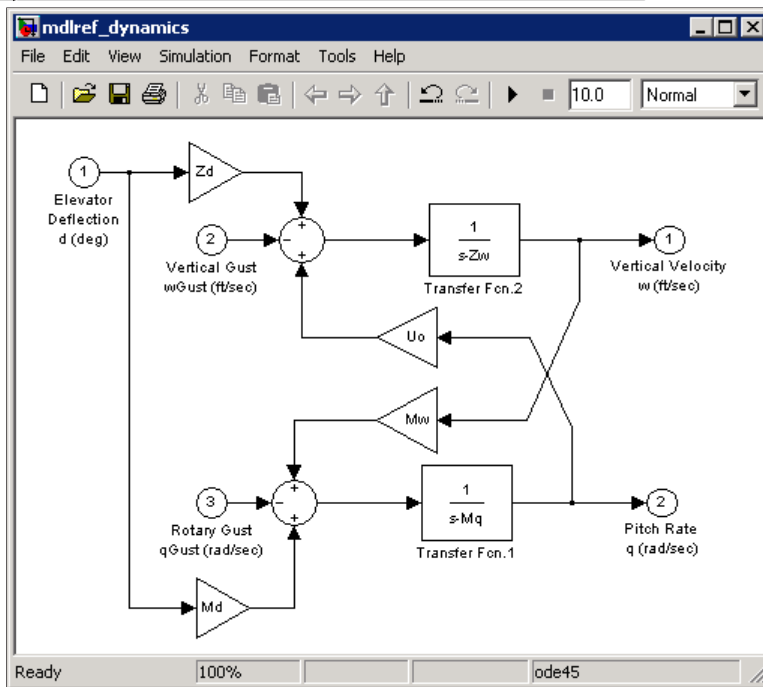 mdlref_dynamics
File Edit View Simulation Format Tools Help
10.0 Normal
1
Elevator
Deflection
d (deg)
Zd
2
Vertical Gust
wGust (ft/sec)
+
−
+
1
s-Zw
Transfer Fcn.2
1
Vertical Velocity
w (ft/sec)
Uo
Mw
3
Rotary Gust
qGust (rad/sec)
+
−
+
1
s-Mq
Transfer Fcn.1
2
Pitch Rate
q (rad/sec)
Md
Ready 100% ode45